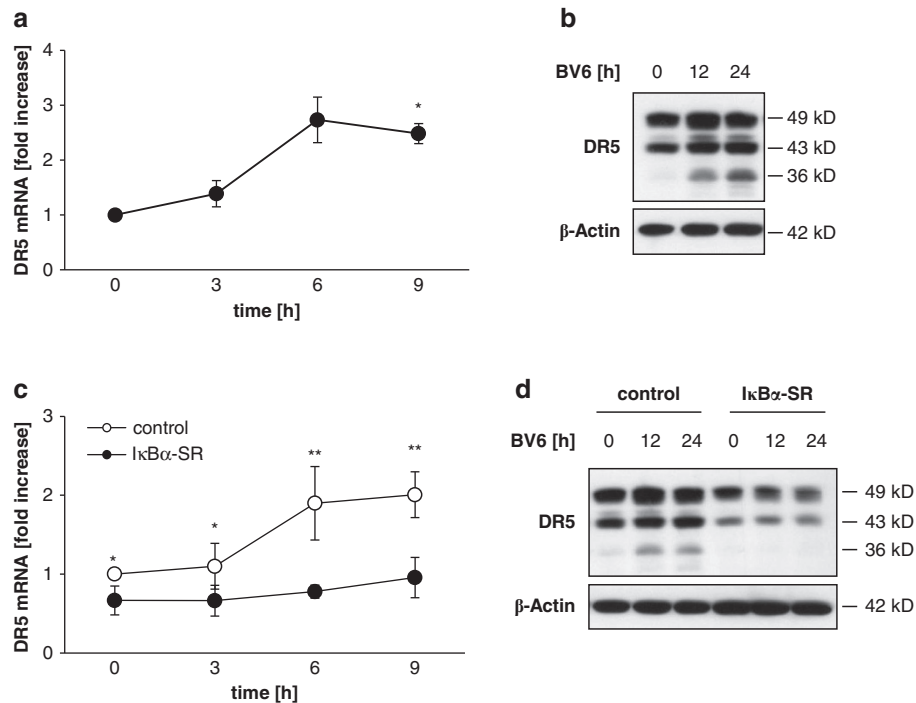 a
4
3
2
1
0
DR5 mRNA [fold increase]
*
0 3 6 9
time [h]
b
BV6 [h] 0 12 24
DR5
49 kD
43 kD
36 kD
β-Actin
42 kD
c
3
2
1
0
DR5 mRNA [fold increase]
control
IκBα-SR
* * ** **
0 3 6 9
time [h]
d
control IκBα-SR
BV6 [h] 0 12 24 0 12 24
DR5
49 kD
43 kD
36 kD
β-Actin
42 kD